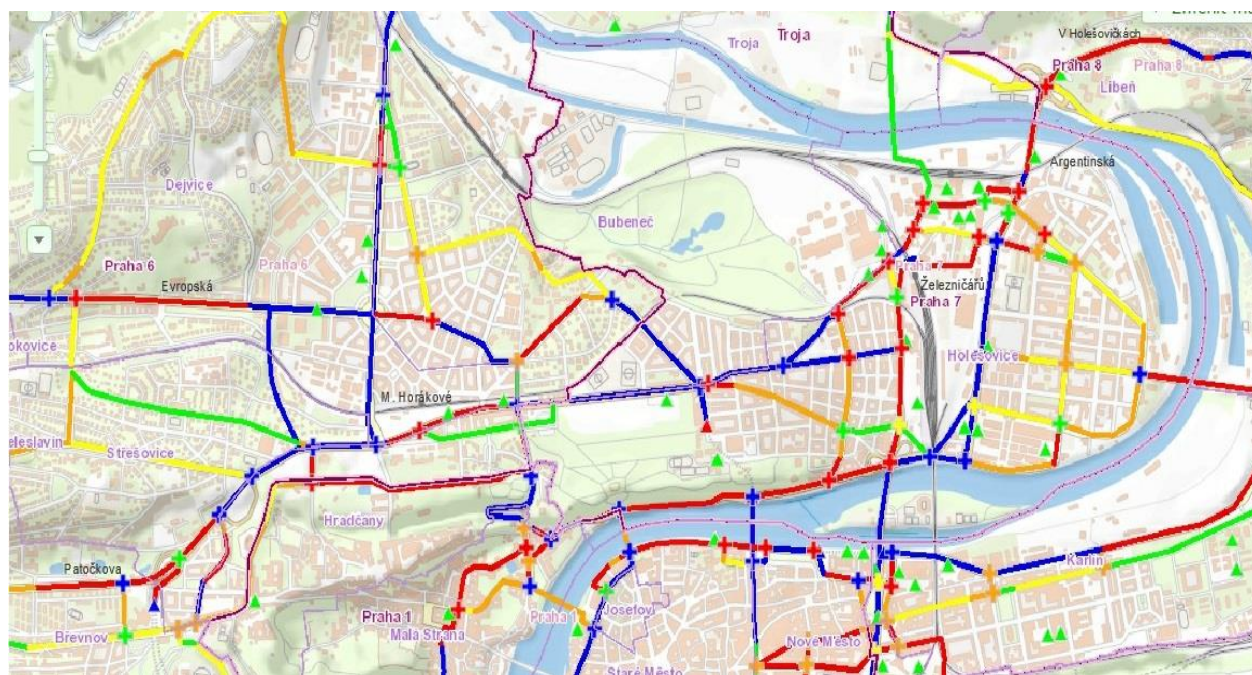 V Holešovičkách
Troja
Troja
Praha 8
Praha 8
Libeň
Argentinská
Dejvice
Bubeneč
Praha 6
Praha 6
Evropská
Praha 7
Železničářů
Praha 7
okovice
Holešovice
M. Horákové
eleslavín
Střešovice
Hradčany
Patočkova
Karlín
Praha 1
Praha 1
Josefov
Břevnov
Malá Strana
Nové Město
Staré Město